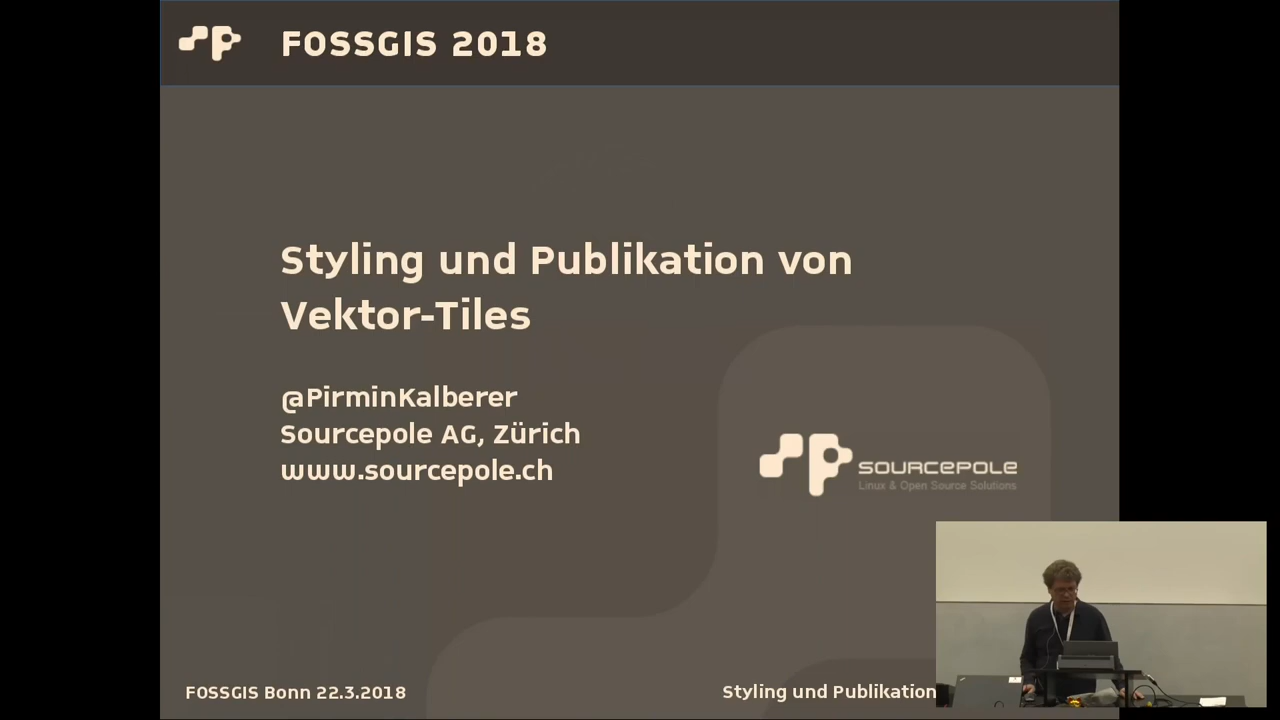 FOSSGIS 2018
Styling und Publikation von
Vektor-Tiles
@PirminKalberer
Sourcepole AG, Zürich
www.sourcepole.ch
SOURCEPOLE
Linux & Open Source Solutions
FOSSGIS Bonn 22.3.2018
Styling und Publikation